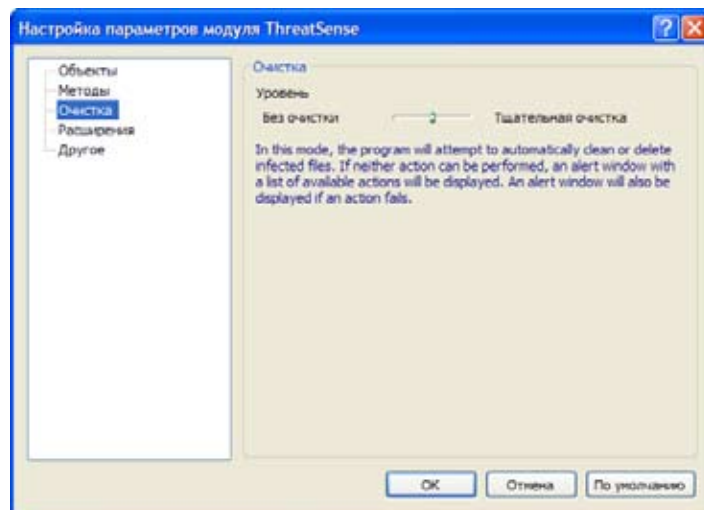 Настройка параметров модуля ThreatSense
Объекты
Методы
Очистка
Расширения
Другое
Очистка
Уровень
Без очистки
Тщательная очистка
In this mode, the program will attempt to automatically clean or delete
infected files. If neither action can be performed, an alert window with
a list of available actions will be displayed. An alert window will also be
displayed if an action fails.
OK
Отмена
По умолчанию